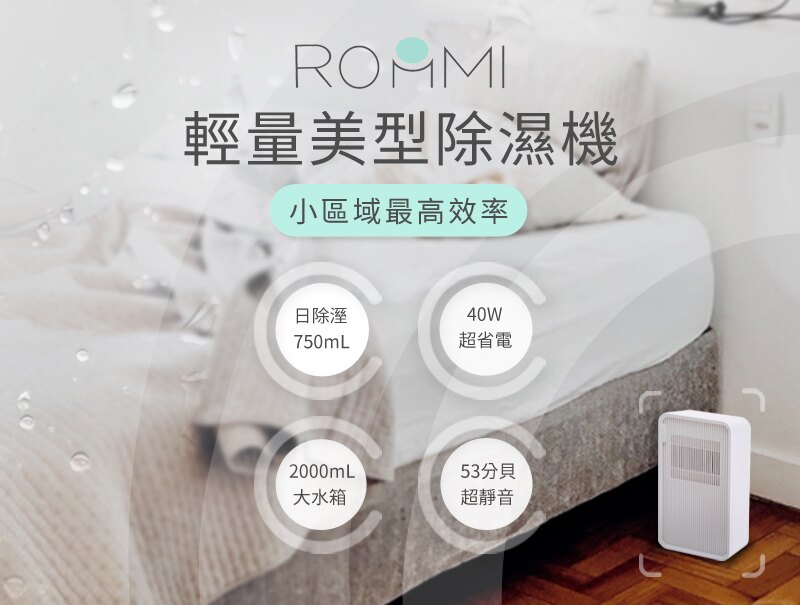 ROMMI
輕量美型除濕機
小區域最高效率
日除溼
750mL
40W
超省電
2000mL
大水箱
53分貝
超靜音